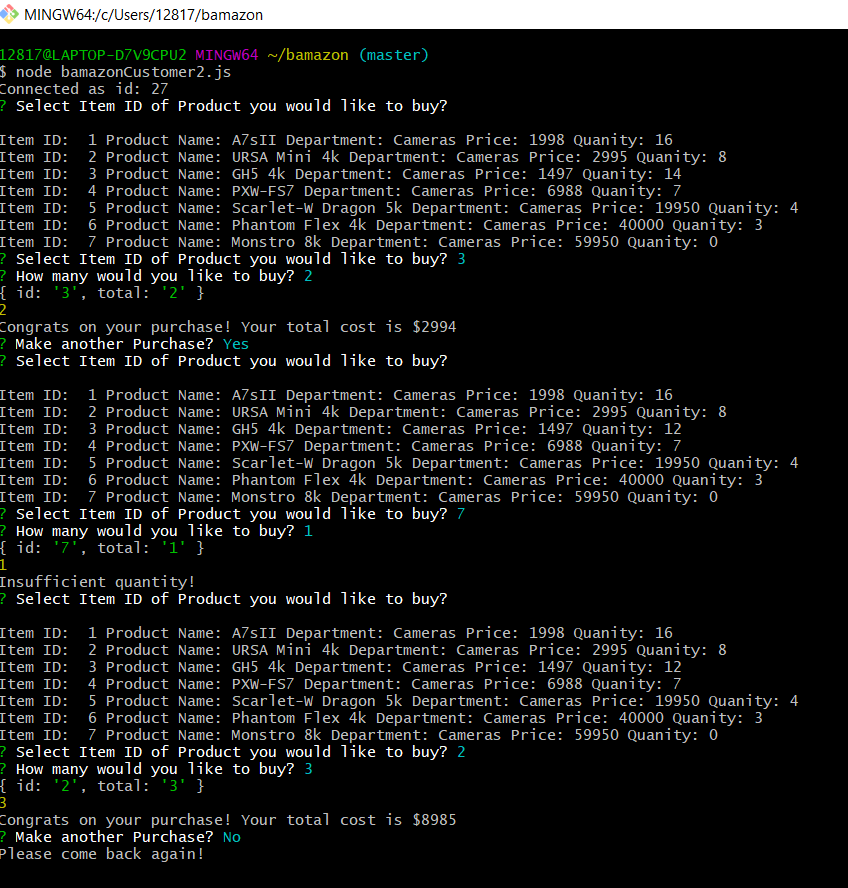 MINGW64:/c/Users/12817/bamazon
12817@LAPTOP-D7V9CPU2 MINGW64 ~/bamazon (master)
$ node bamazonCustomer2.js
Connected as id: 27
? Select Item ID of Product you would like to buy?
Item ID:  1 Product Name: A7sII Department: Cameras Price: 1998 Quanity: 16
Item ID:  2 Product Name: URSA Mini 4k Department: Cameras Price: 2995 Quanity: 8
Item ID:  3 Product Name: GH5 4k Department: Cameras Price: 1497 Quanity: 14
Item ID:  4 Product Name: PXW-FS7 Department: Cameras Price: 6988 Quanity: 7
Item ID:  5 Product Name: Scarlet-W Dragon 5k Department: Cameras Price: 19950 Quanity: 4
Item ID:  6 Product Name: Phantom Flex 4k Department: Cameras Price: 40000 Quanity: 3
Item ID:  7 Product Name: Monstro 8k Department: Cameras Price: 59950 Quanity: 0
? Select Item ID of Product you would like to buy? 3
? How many would you like to buy? 2
{ id: '3', total: '2' }
2
Congrats on your purchase! Your total cost is $2994
? Make another Purchase? Yes
? Select Item ID of Product you would like to buy?
Item ID:  1 Product Name: A7sII Department: Cameras Price: 1998 Quanity: 16
Item ID:  2 Product Name: URSA Mini 4k Department: Cameras Price: 2995 Quanity: 8
Item ID:  3 Product Name: GH5 4k Department: Cameras Price: 1497 Quanity: 12
Item ID:  4 Product Name: PXW-FS7 Department: Cameras Price: 6988 Quanity: 7
Item ID:  5 Product Name: Scarlet-W Dragon 5k Department: Cameras Price: 19950 Quanity: 4
Item ID:  6 Product Name: Phantom Flex 4k Department: Cameras Price: 40000 Quanity: 3
Item ID:  7 Product Name: Monstro 8k Department: Cameras Price: 59950 Quanity: 0
? Select Item ID of Product you would like to buy? 7
? How many would you like to buy? 1
{ id: '7', total: '1' }
1
Insufficient quantity!
? Select Item ID of Product you would like to buy?
Item ID:  1 Product Name: A7sII Department: Cameras Price: 1998 Quanity: 16
Item ID:  2 Product Name: URSA Mini 4k Department: Cameras Price: 2995 Quanity: 8
Item ID:  3 Product Name: GH5 4k Department: Cameras Price: 1497 Quanity: 12
Item ID:  4 Product Name: PXW-FS7 Department: Cameras Price: 6988 Quanity: 7
Item ID:  5 Product Name: Scarlet-W Dragon 5k Department: Cameras Price: 19950 Quanity: 4
Item ID:  6 Product Name: Phantom Flex 4k Department: Cameras Price: 40000 Quanity: 3
Item ID:  7 Product Name: Monstro 8k Department: Cameras Price: 59950 Quanity: 0
? Select Item ID of Product you would like to buy? 2
? How many would you like to buy? 3
{ id: '2', total: '3' }
3
Congrats on your purchase! Your total cost is $8985
? Make another Purchase? No
Please come back again!